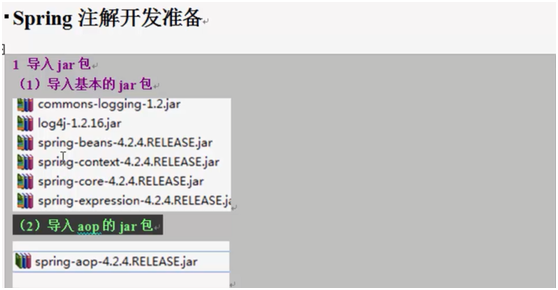 Spring 注解开发准备
1 导入 jar 包
（1）导入基本的 jar 包
commons-logging-1.2.jar
log4j-1.2.16.jar
spring-beans-4.2.4.RELEASE.jar
spring-context-4.2.4.RELEASE.jar
spring-core-4.2.4.RELEASE.jar
spring-expression-4.2.4.RELEASE.ja
（2）导入 aop 的 jar 包
spring-aop-4.2.4.RELEASE.jar